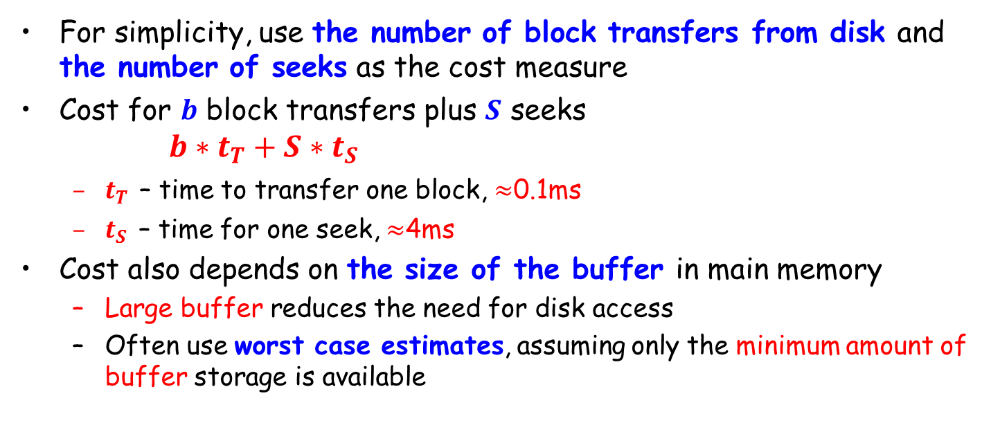 • For simplicity, use the number of block transfers from disk and
the number of seeks as the cost measure
• Cost for b block transfers plus S seeks
b * t_T + S * t_S
– t_T – time to transfer one block, ≈0.1ms
– t_S – time for one seek, ≈4ms
• Cost also depends on the size of the buffer in main memory
– Large buffer reduces the need for disk access
– Often use worst case estimates, assuming only the minimum amount of
buffer storage is available